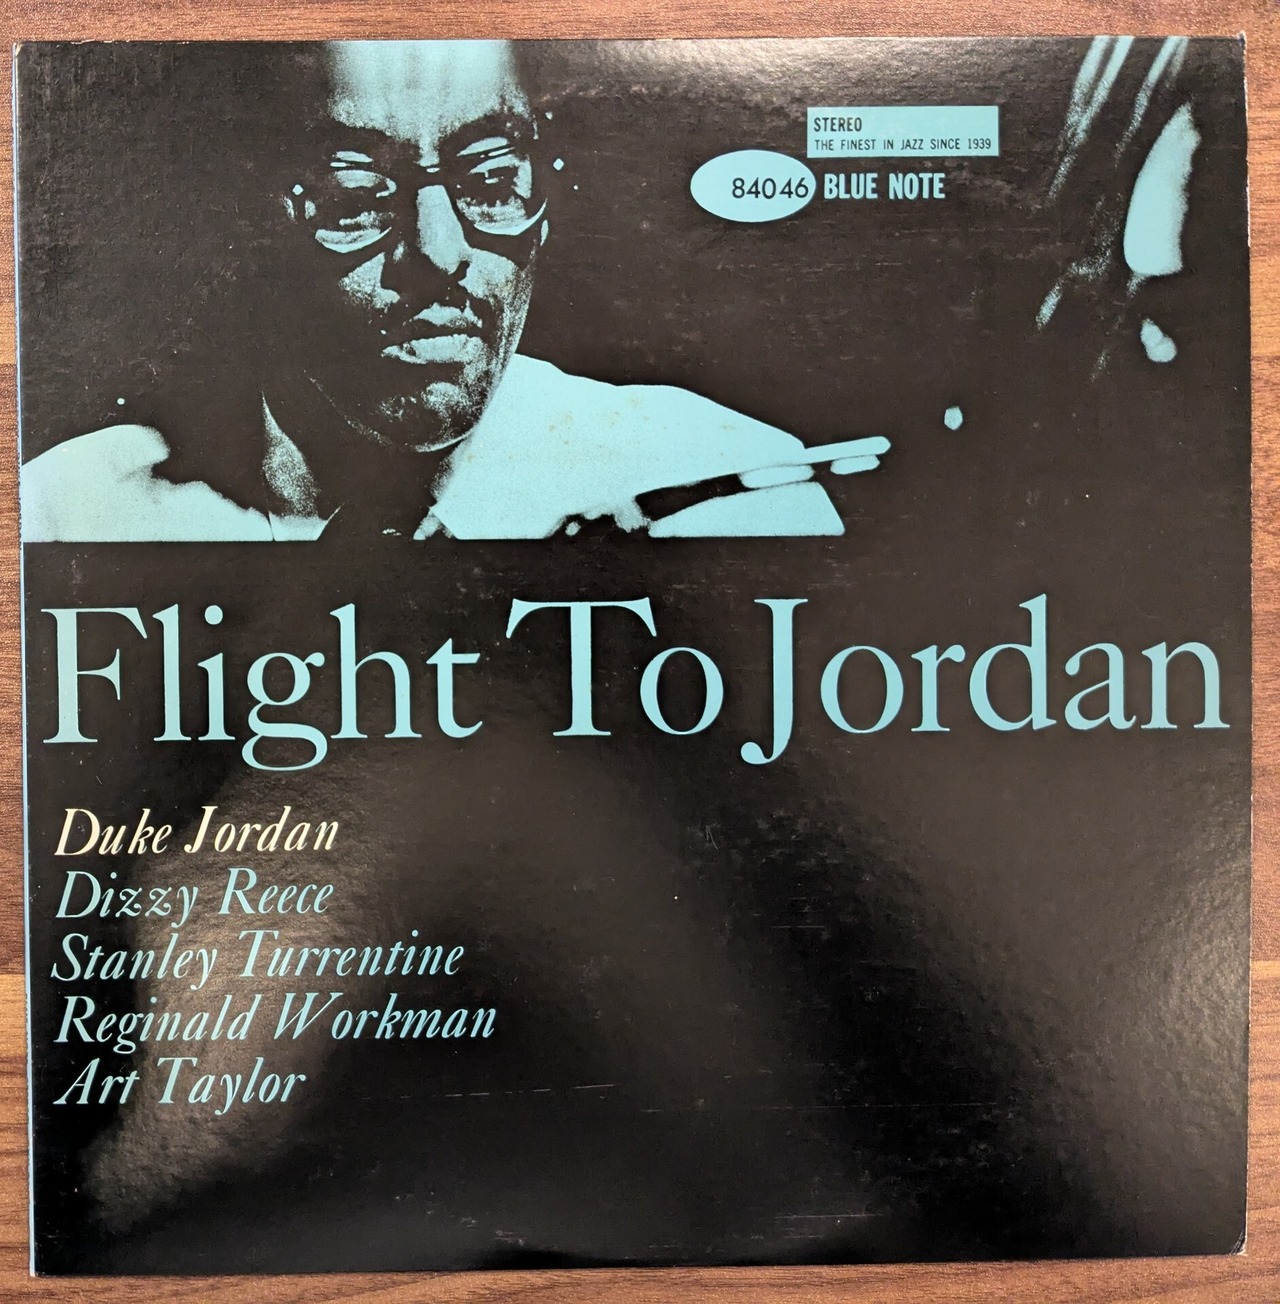 STEREO
THE FINEST IN JAZZ SINCE 1939
84046 BLUE NOTE
Flight To Jordan
Duke Jordan
Dizzy Reece
Stanley Turrentine
Reginald Workman
Art Taylor